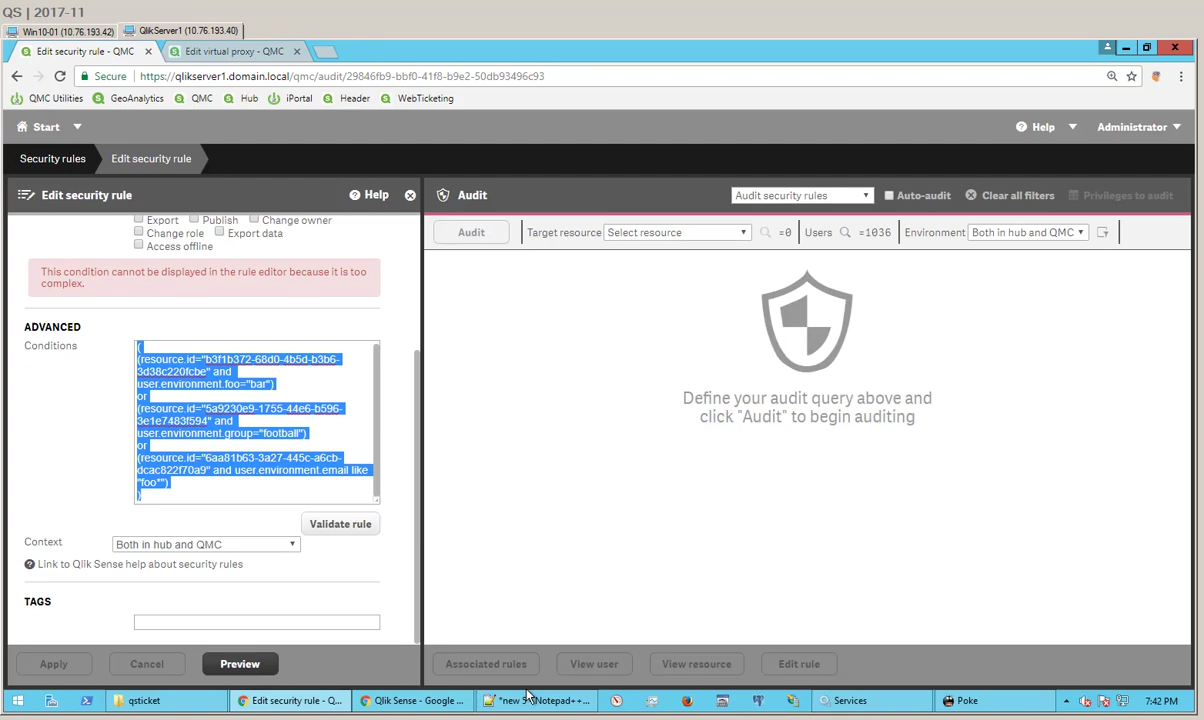 QS | 2017-11
Win10-01 (10.76.193.42) QlikServer1 (10.76.193.40)
Edit security rule - QMC Edit virtual proxy - QMC
Secure https://qlikserver1.domain.local/qmc/audit/29846fb9-bbf0-41f8-b9e2-50db93496c93
QMC Utilities GeoAnalytics QMC Hub iPortal Header WebTicketing
Start Help Administrator
Security rules Edit security rule
Edit security rule Help
Audit Audit security rules Auto-audit Clear all filters Privileges to audit
Export Publish Change owner
Change role Export data
Access offline
Audit Target resource Select resource =0 Users =1036 Environment Both in hub and QMC
This condition cannot be displayed in the rule editor because it is too
complex.
ADVANCED
Conditions
(
(resource.id="b3f1b372-68d0-4b5d-b3b6-
3d38c220fcbe" and
user.environment.foo="bar")
or
(resource.id="5a9230e9-1755-44e6-b596-
3e1e7483f594" and
user.environment.group="football")
or
(resource.id="6aa81b63-3a27-445c-a6cb-
dcac822f70a9" and user.environment.email like
"foo*")
)
Validate rule
Context Both in hub and QMC
Link to Qlik Sense help about security rules
TAGS
Apply Cancel Preview
Define your audit query above and
click "Audit" to begin auditing
Associated rules View user View resource Edit rule
qsticket Edit security rule - Q... Qlik Sense - Google ... *new 5 - Notepad++... Services Poke 7:42 PM